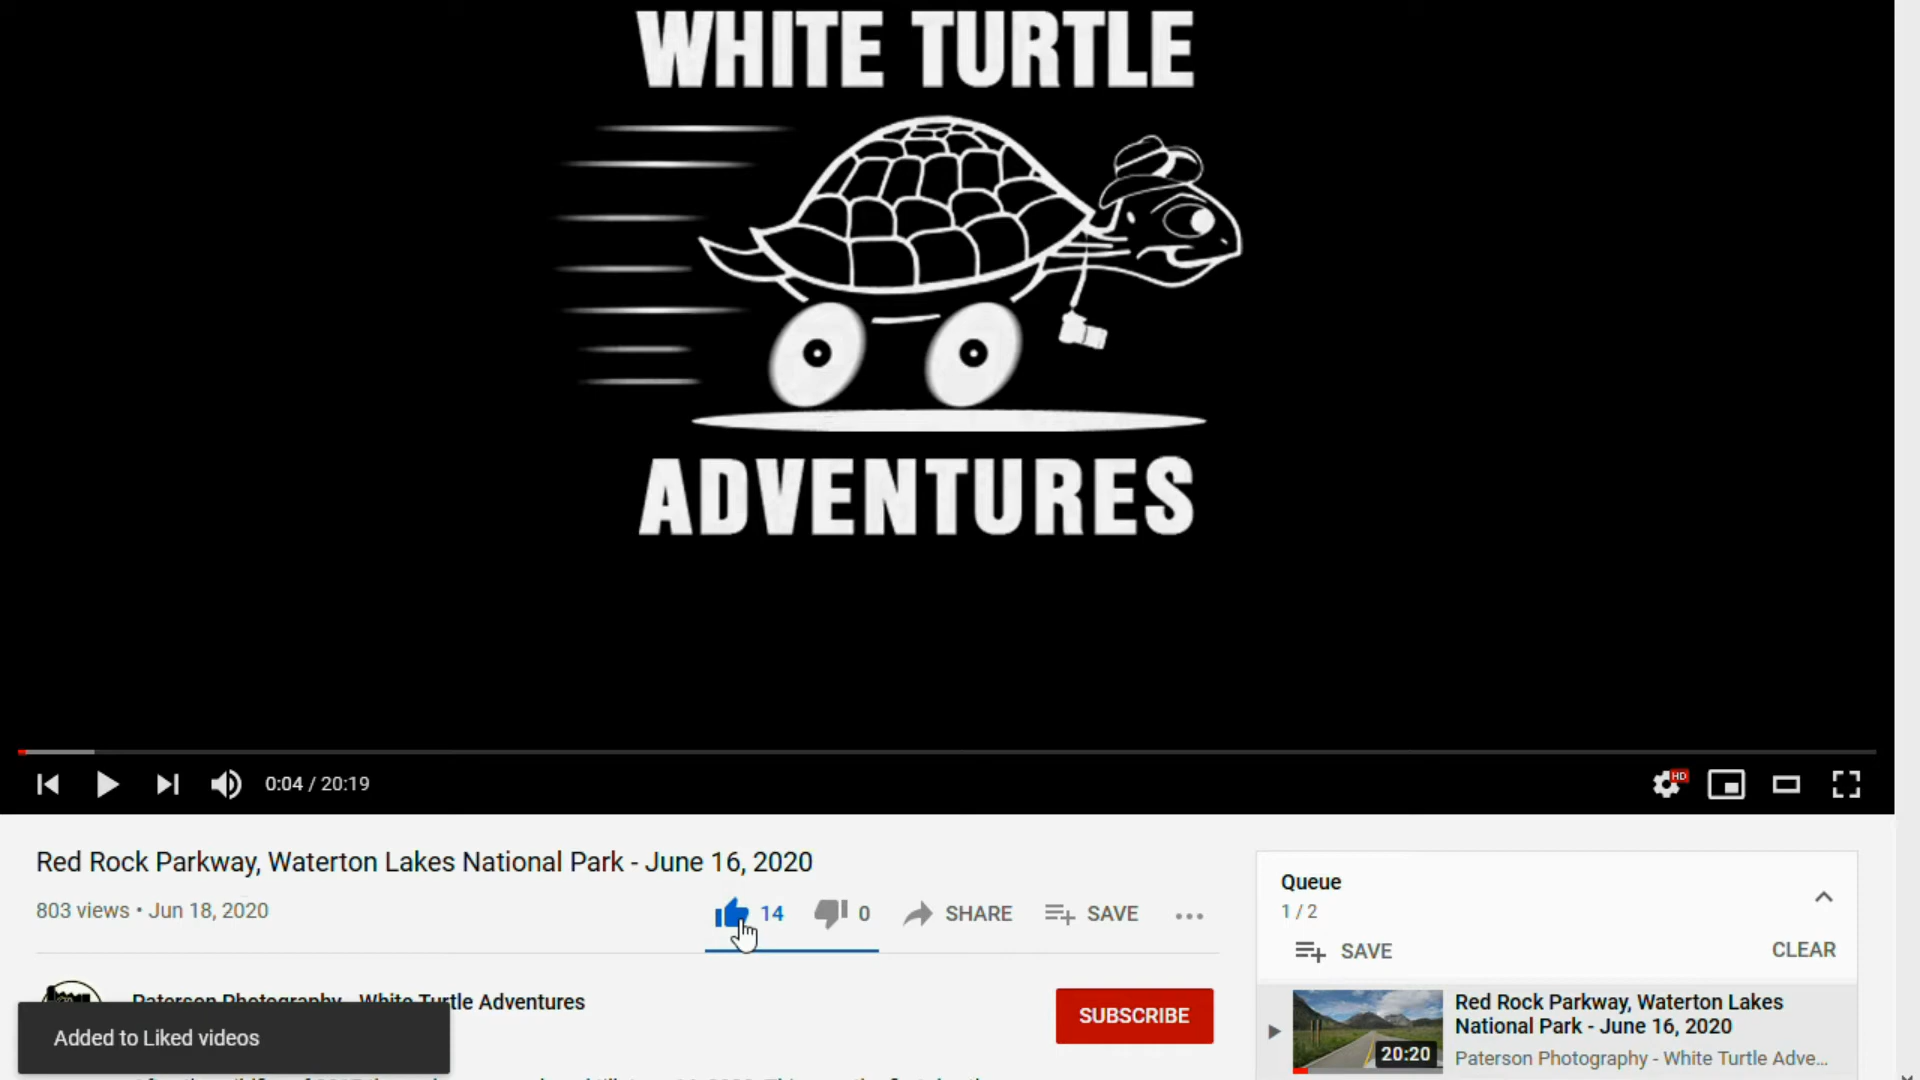 WHITE TURTLE
ADVENTURES
0:04 / 20:19
HD
Red Rock Parkway, Waterton Lakes National Park - June 16, 2020
803 views • Jun 18, 2020
14
0
SHARE
SAVE
Paterson Photography - White Turtle Adventures
SUBSCRIBE
Added to Liked videos
Queue
1 / 2
SAVE
CLEAR
20:20
Red Rock Parkway, Waterton Lakes
National Park - June 16, 2020
Paterson Photography - White Turtle Adve...